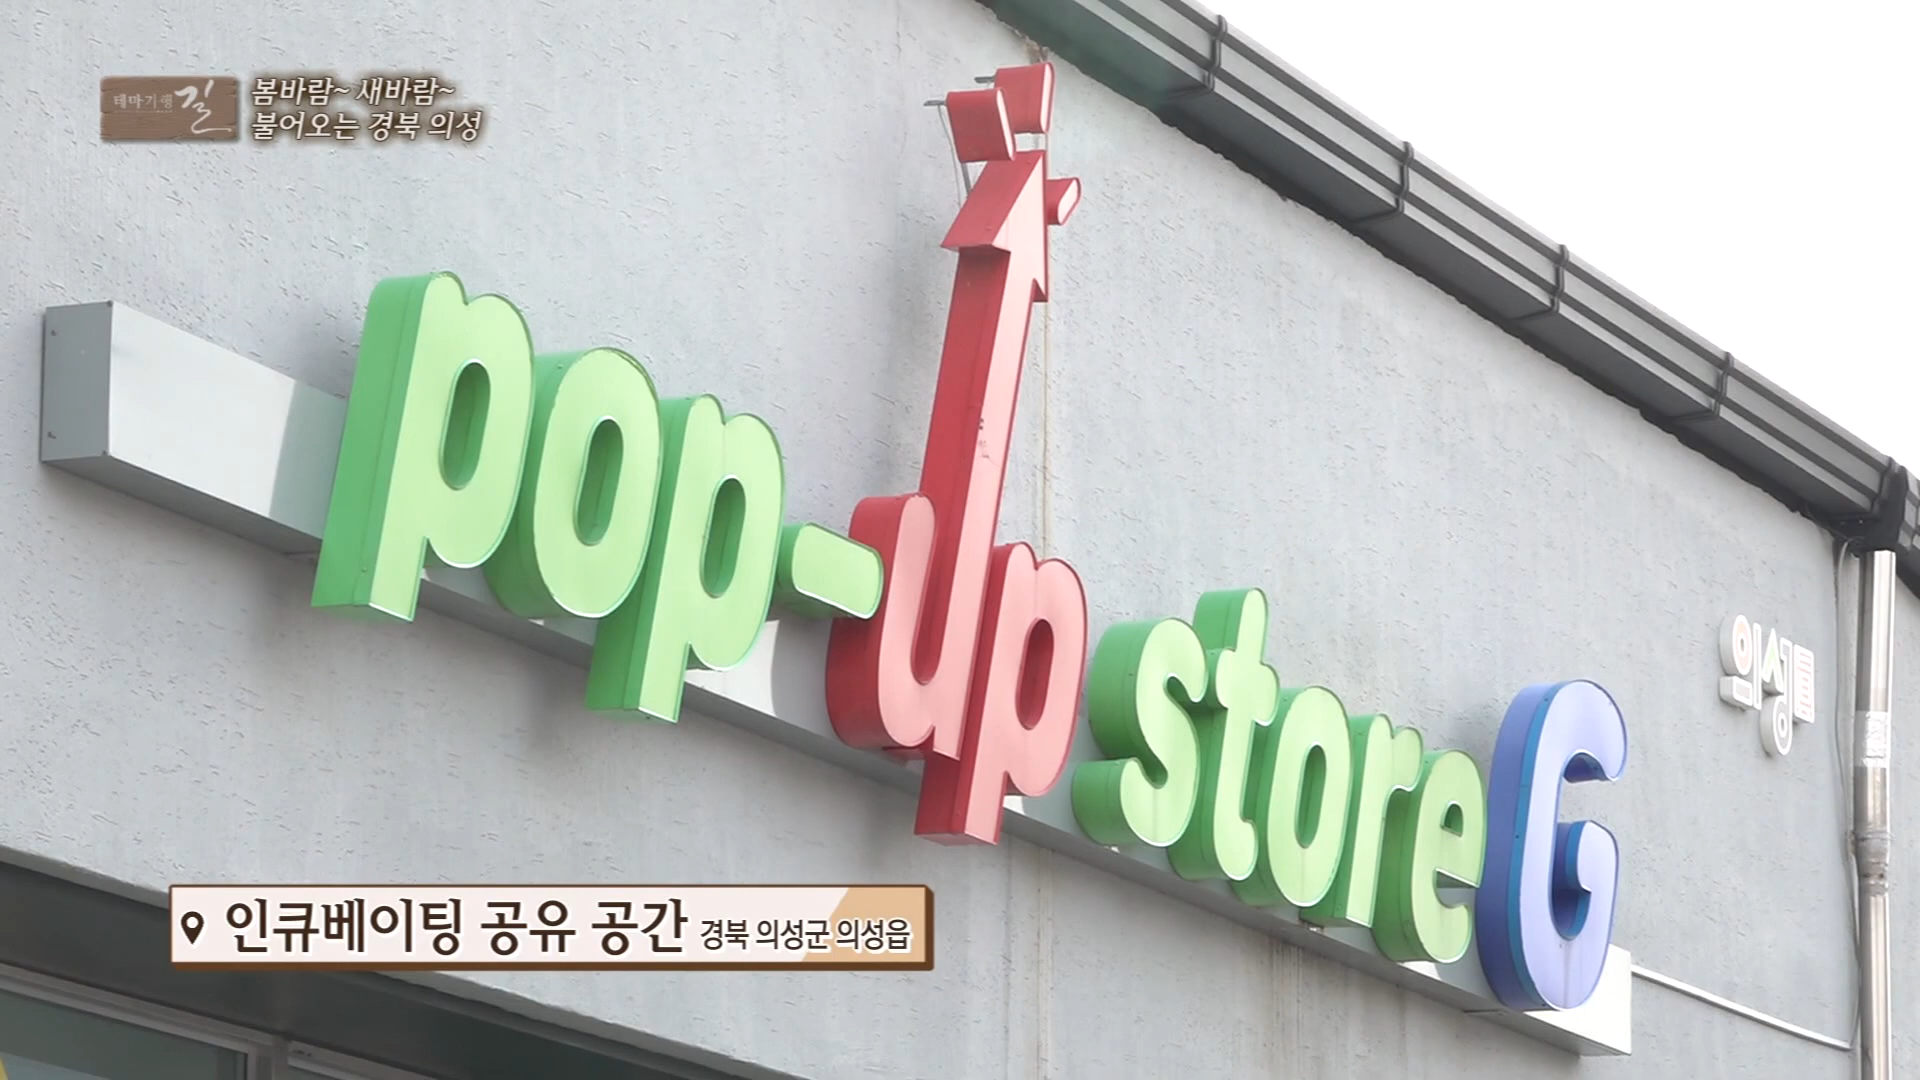 테마기행 길
봄바람~ 새바람~
불어오는 경북 의성
pop-up store G
의성
인큐베이팅 공유 공간 경북 의성군 의성읍